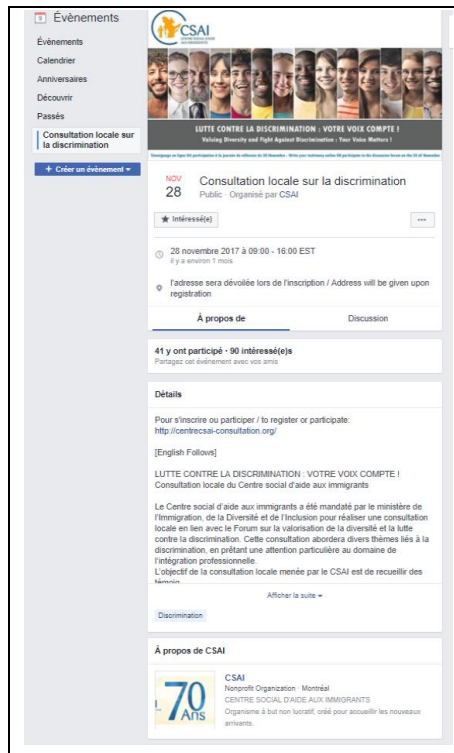 Évènements
Évènements
Calendrier
Anniversaires
Découvrir
Passés
Consultation locale sur
la discrimination
+ Créer un évènement
CSAI
CENTRE SOCIAL D'AIDE
AUX IMMIGRANTS
LUTTE CONTRE LA DISCRIMINATION : VOTRE VOIX COMPTE !
Valuing Diversity and Fight Against Discrimination : Your Voice Matters !
NOV
28
Consultation locale sur la discrimination
Public · Organisé par CSAI
Intéressé(e)
28 novembre 2017 à 09:00 - 16:00 EST
il y a environ 1 mois
l'adresse sera dévoilée lors de l'inscription / Address will be given upon
registration
À propos de
Discussion
41 y ont participé · 90 intéressé(e)s
Partagez cet évènement avec vos amis
Détails
Pour s'inscrire ou participer / to register or participate:
http://centrecsai-consultation.org/
[English Follows]
LUTTE CONTRE LA DISCRIMINATION : VOTRE VOIX COMPTE !
Consultation locale du Centre social d'aide aux immigrants
Le Centre social d'aide aux immigrants a été mandaté par le ministère de
l'Immigration, de la Diversité et de l'Inclusion pour réaliser une consultation
locale en lien avec le Forum sur la valorisation de la diversité et la lutte
contre la discrimination. Cette consultation abordera divers thèmes liés à la
discrimination, en prêtant une attention particulière au domaine de
l'intégration professionnelle.
L'objectif de la consultation locale menée par le CSAI est de recueillir des
témoig
Afficher la suite
Discrimination
À propos de CSAI
70
Ans
CSAI
Nonprofit Organization · Montréal
CENTRE SOCIAL D'AIDE AUX IMMIGRANTS
Organisme à but non lucratif, créé pour accueillir les nouveaux
arrivants.